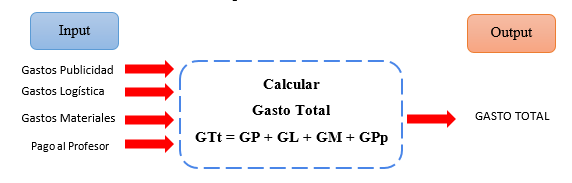 Input
Output
Gastos Publicidad
Gastos Logística
Gastos Materiales
Pago al Profesor
Calcular
Gasto Total
GTt = GP + GL + GM + GPp
GASTO TOTAL